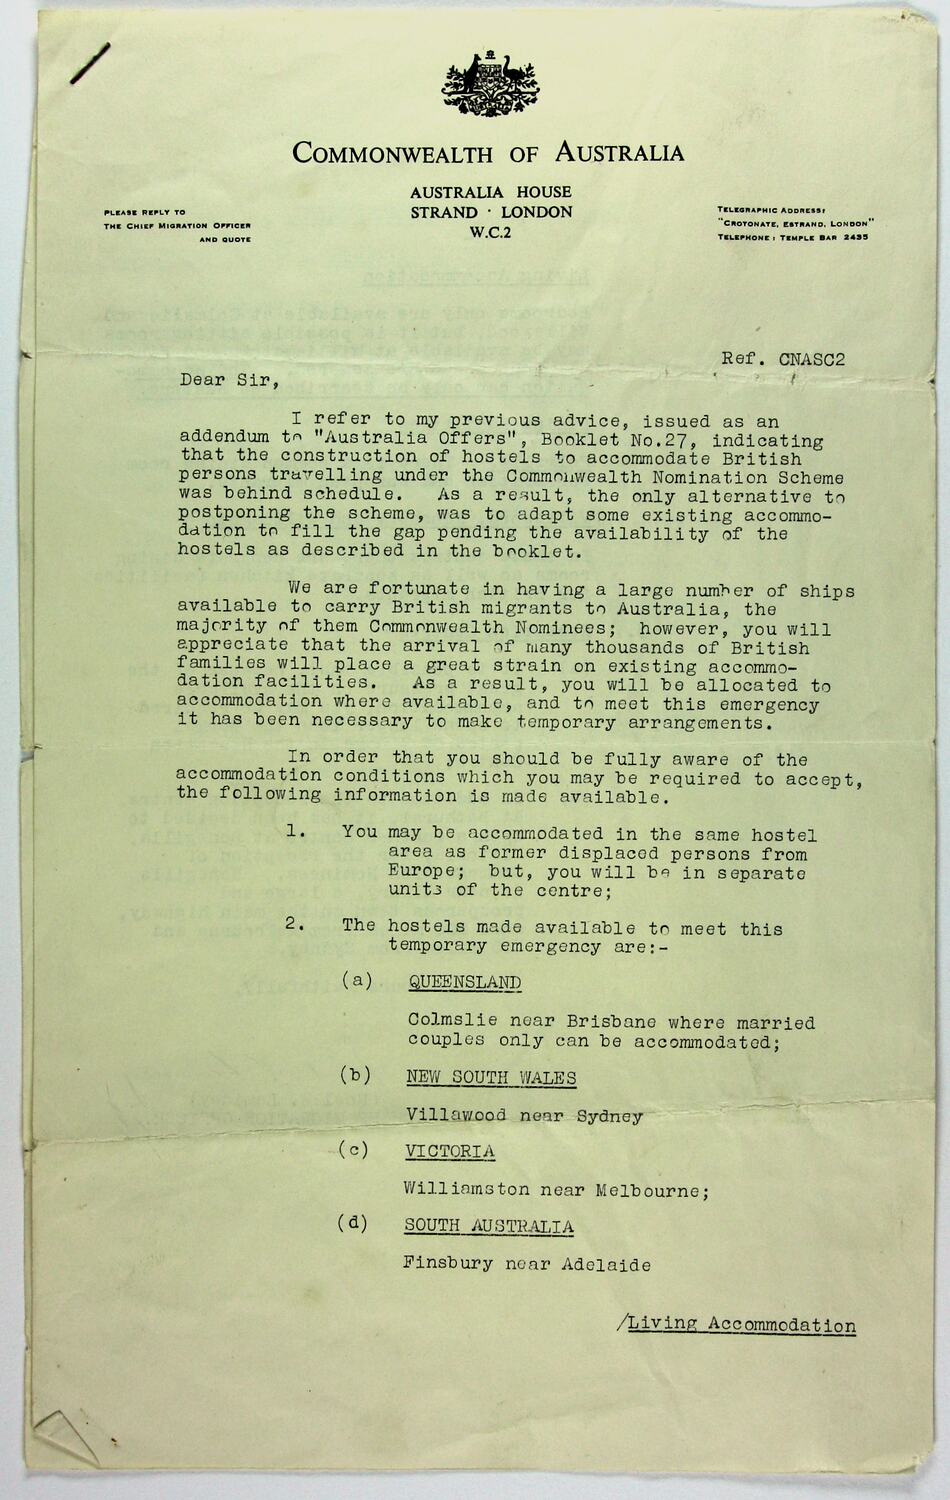 COMMONWEALTH OF AUSTRALIA
AUSTRALIA HOUSE
STRAND · LONDON
W.C.2
PLEASE REPLY TO
THE CHIEF MIGRATION OFFICER
AND QUOTE
TELEGRAPHIC ADDRESS:
"CROTONATE, ESTRAND, LONDON"
TELEPHONE: TEMPLE BAR 2435
Ref. CNASC2
Dear Sir,
I refer to my previous advice, issued as an
addendum to "Australia Offers", Booklet No.27, indicating
that the construction of hostels to accommodate British
persons travelling under the Commonwealth Nomination Scheme
was behind schedule. As a result, the only alternative to
postponing the scheme, was to adapt some existing accommo-
dation to fill the gap pending the availability of the
hostels as described in the booklet.
We are fortunate in having a large number of ships
available to carry British migrants to Australia, the
majority of them Commonwealth Nominees; however, you will
appreciate that the arrival of many thousands of British
families will place a great strain on existing accommo-
dation facilities. As a result, you will be allocated to
accommodation where available, and to meet this emergency
it has been necessary to make temporary arrangements.
In order that you should be fully aware of the
accommodation conditions which you may be required to accept,
the following information is made available.
1. You may be accommodated in the same hostel
area as former displaced persons from
Europe; but, you will be in separate
units of the centre;
2. The hostels made available to meet this
temporary emergency are:-
(a) QUEENSLAND
Colmslie near Brisbane where married
couples only can be accommodated;
(b) NEW SOUTH WALES
Villawood near Sydney
(c) VICTORIA
Williamston near Melbourne;
(d) SOUTH AUSTRALIA
Finsbury near Adelaide
/Living Accommodation